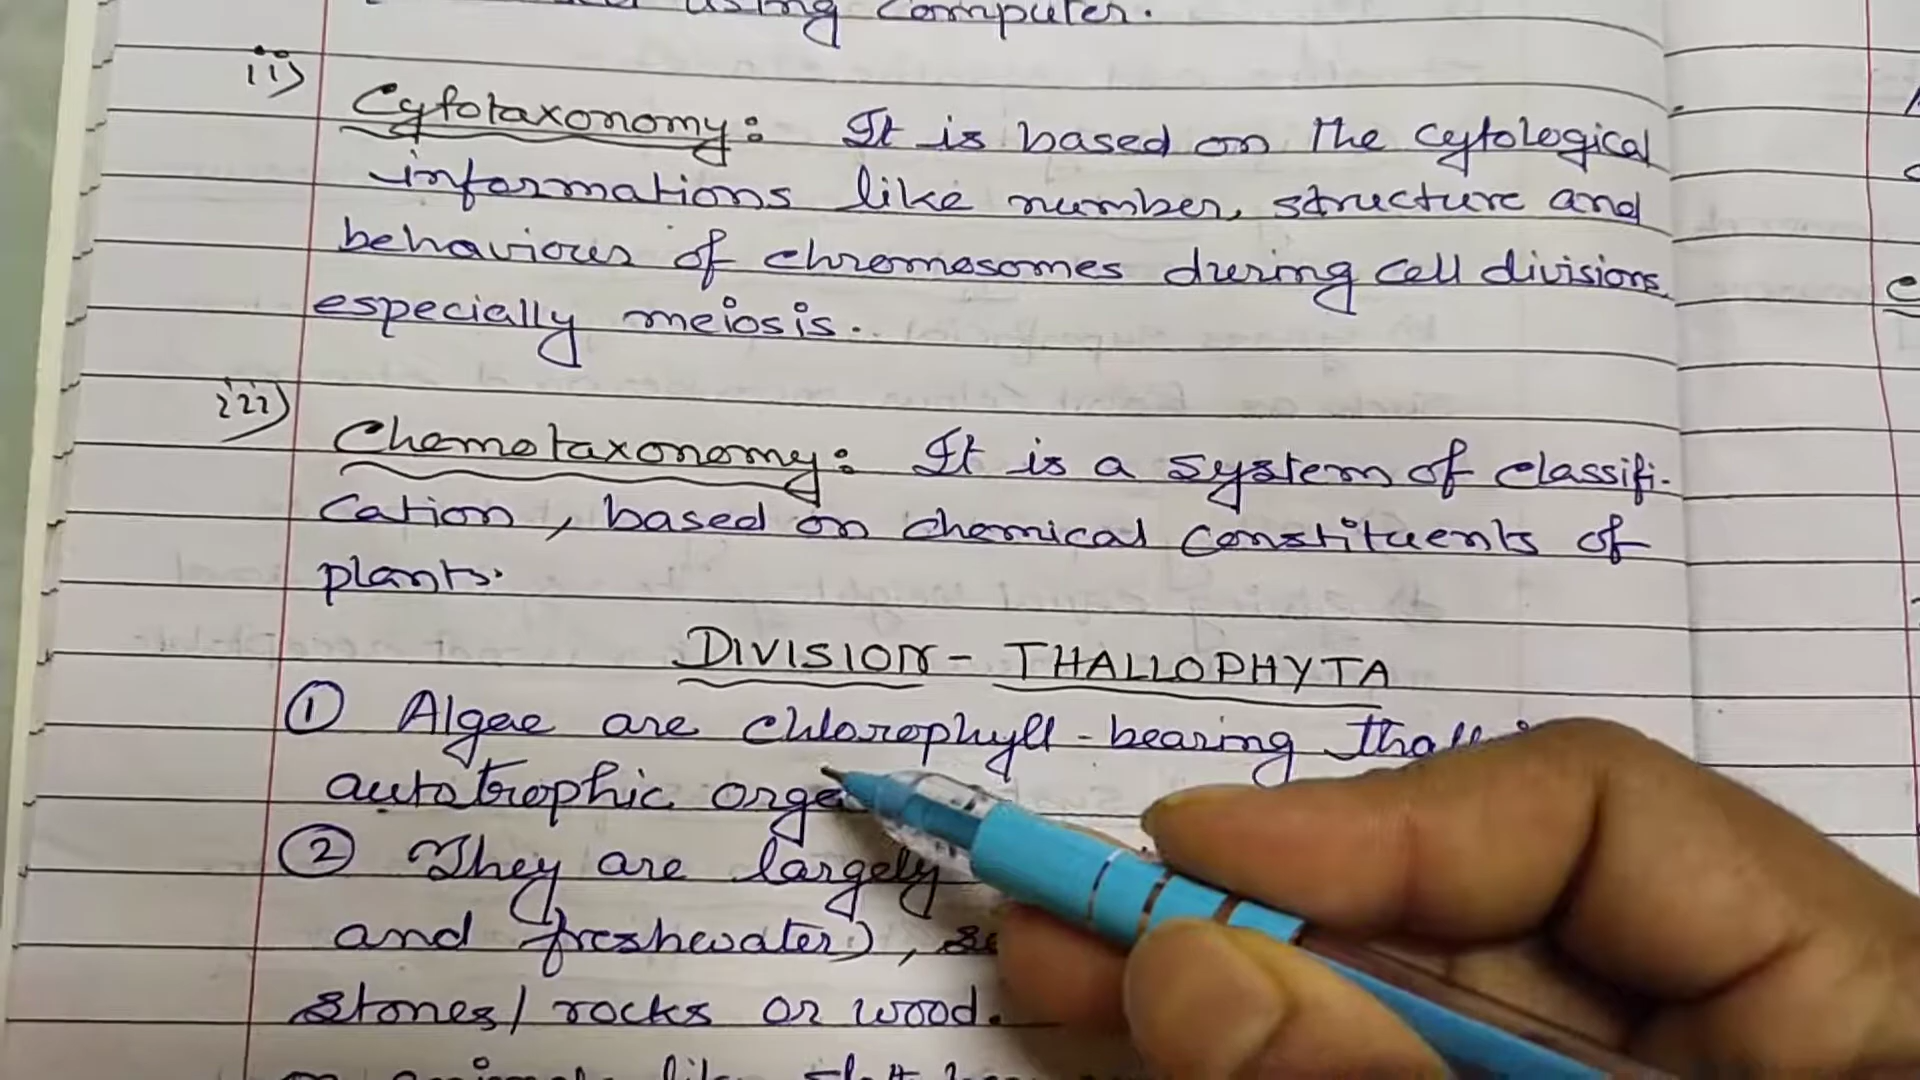 using computer.
ii)
Cytotaxonomy: It is based on the cytological
informations like number, structure and
behaviour of chromosomes during cell divisions
especially meiosis.
iii)
Chemotaxonomy: It is a system of classifi-
cation, based on chemical constituents of
plants.
DIVISION - THALLOPHYTA
① Algae are chlorophyll-bearing
autotrophic
② They are largely
and freshwater),
stones/rocks or wood.
like